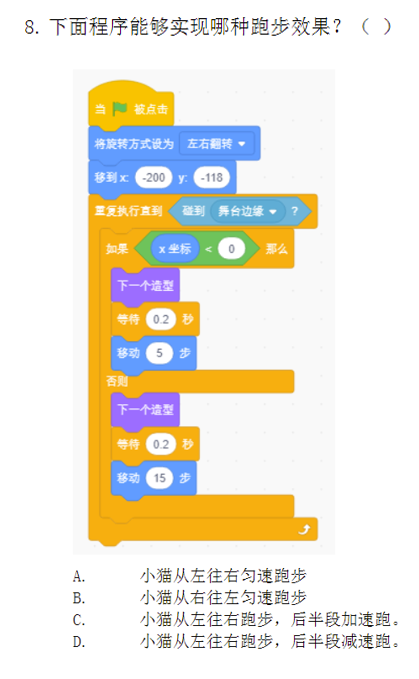 8. 下面程序能够实现哪种跑步效果？（ ）
当 被点击
将旋转方式设为 左右翻转
移到 x: -200 y: -118
重复执行直到 碰到 舞台边缘 ?
如果 x 坐标 < 0 那么
下一个造型
等待 0.2 秒
移动 5 步
否则
下一个造型
等待 0.2 秒
移动 15 步
A. 小猫从左往右匀速跑步
B. 小猫从右往左匀速跑步
C. 小猫从左往右跑步，后半段加速跑。
D. 小猫从左往右跑步，后半段减速跑。